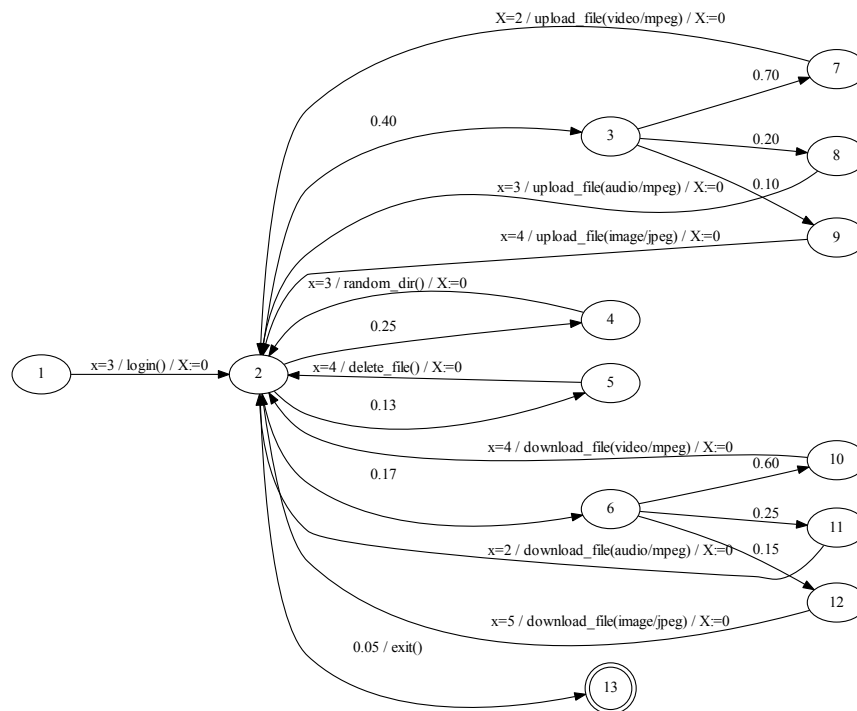 X=2 / upload_file(video/mpeg) / X:=0
7
0.70
0.40
3
0.20
8
x=3 / upload_file(audio/mpeg) / X:=0
0.10
x=4 / upload_file(image/jpeg) / X:=0
9
x=3 / random_dir() / X:=0
4
0.25
x=3 / login() / X:=0
x=4 / delete_file() / X:=0
1
2
5
0.13
x=4 / download_file(video/mpeg) / X:=0
10
0.60
0.17
6
0.25
11
x=2 / download_file(audio/mpeg) / X:=0
0.15
12
x=5 / download_file(image/jpeg) / X:=0
0.05 / exit()
13